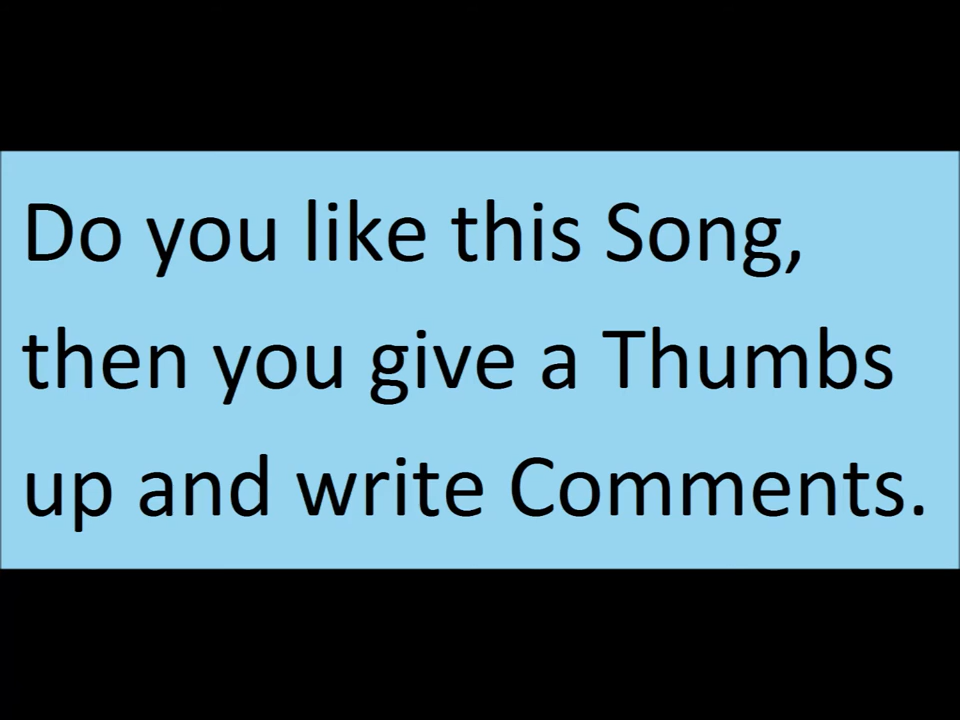 Do you like this Song,
then you give a Thumbs
up and write Comments.